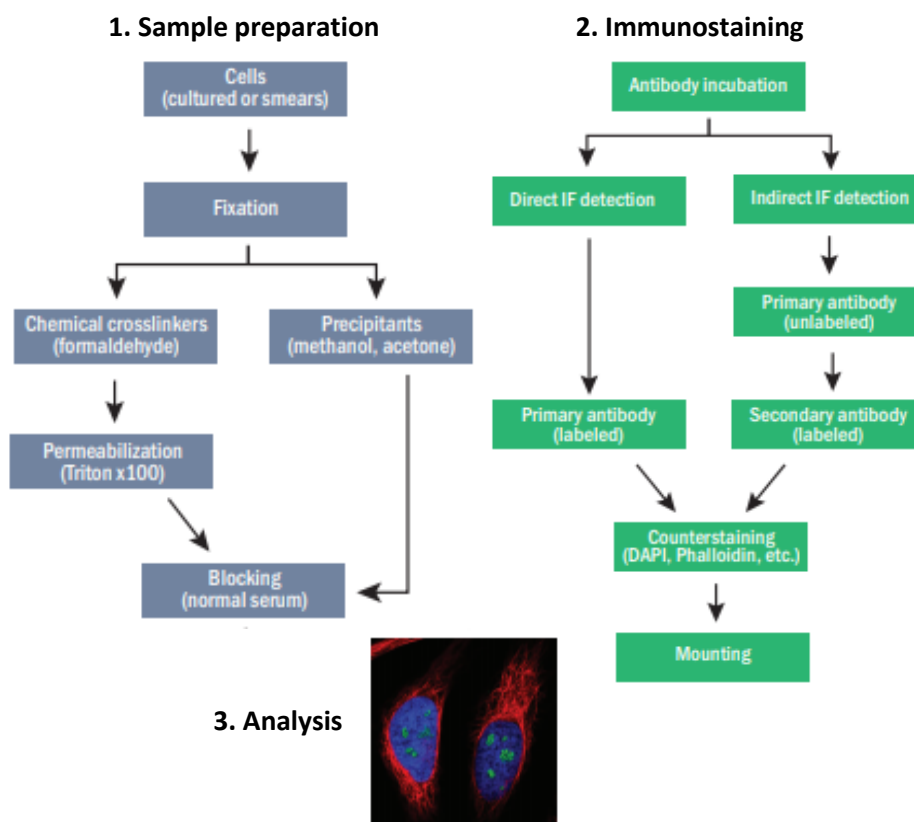 1. Sample preparation
Cells
(cultured or smears)
Fixation
Chemical crosslinkers
(formaldehyde)
Precipitants
(methanol, acetone)
Permeabilization
(Triton x100)
Blocking
(normal serum)
2. Immunostaining
Antibody incubation
Direct IF detection
Indirect IF detection
Primary antibody
(unlabeled)
Primary antibody
(labeled)
Secondary antibody
(labeled)
Counterstaining
(DAPI, Phalloidin, etc.)
Mounting
3. Analysis